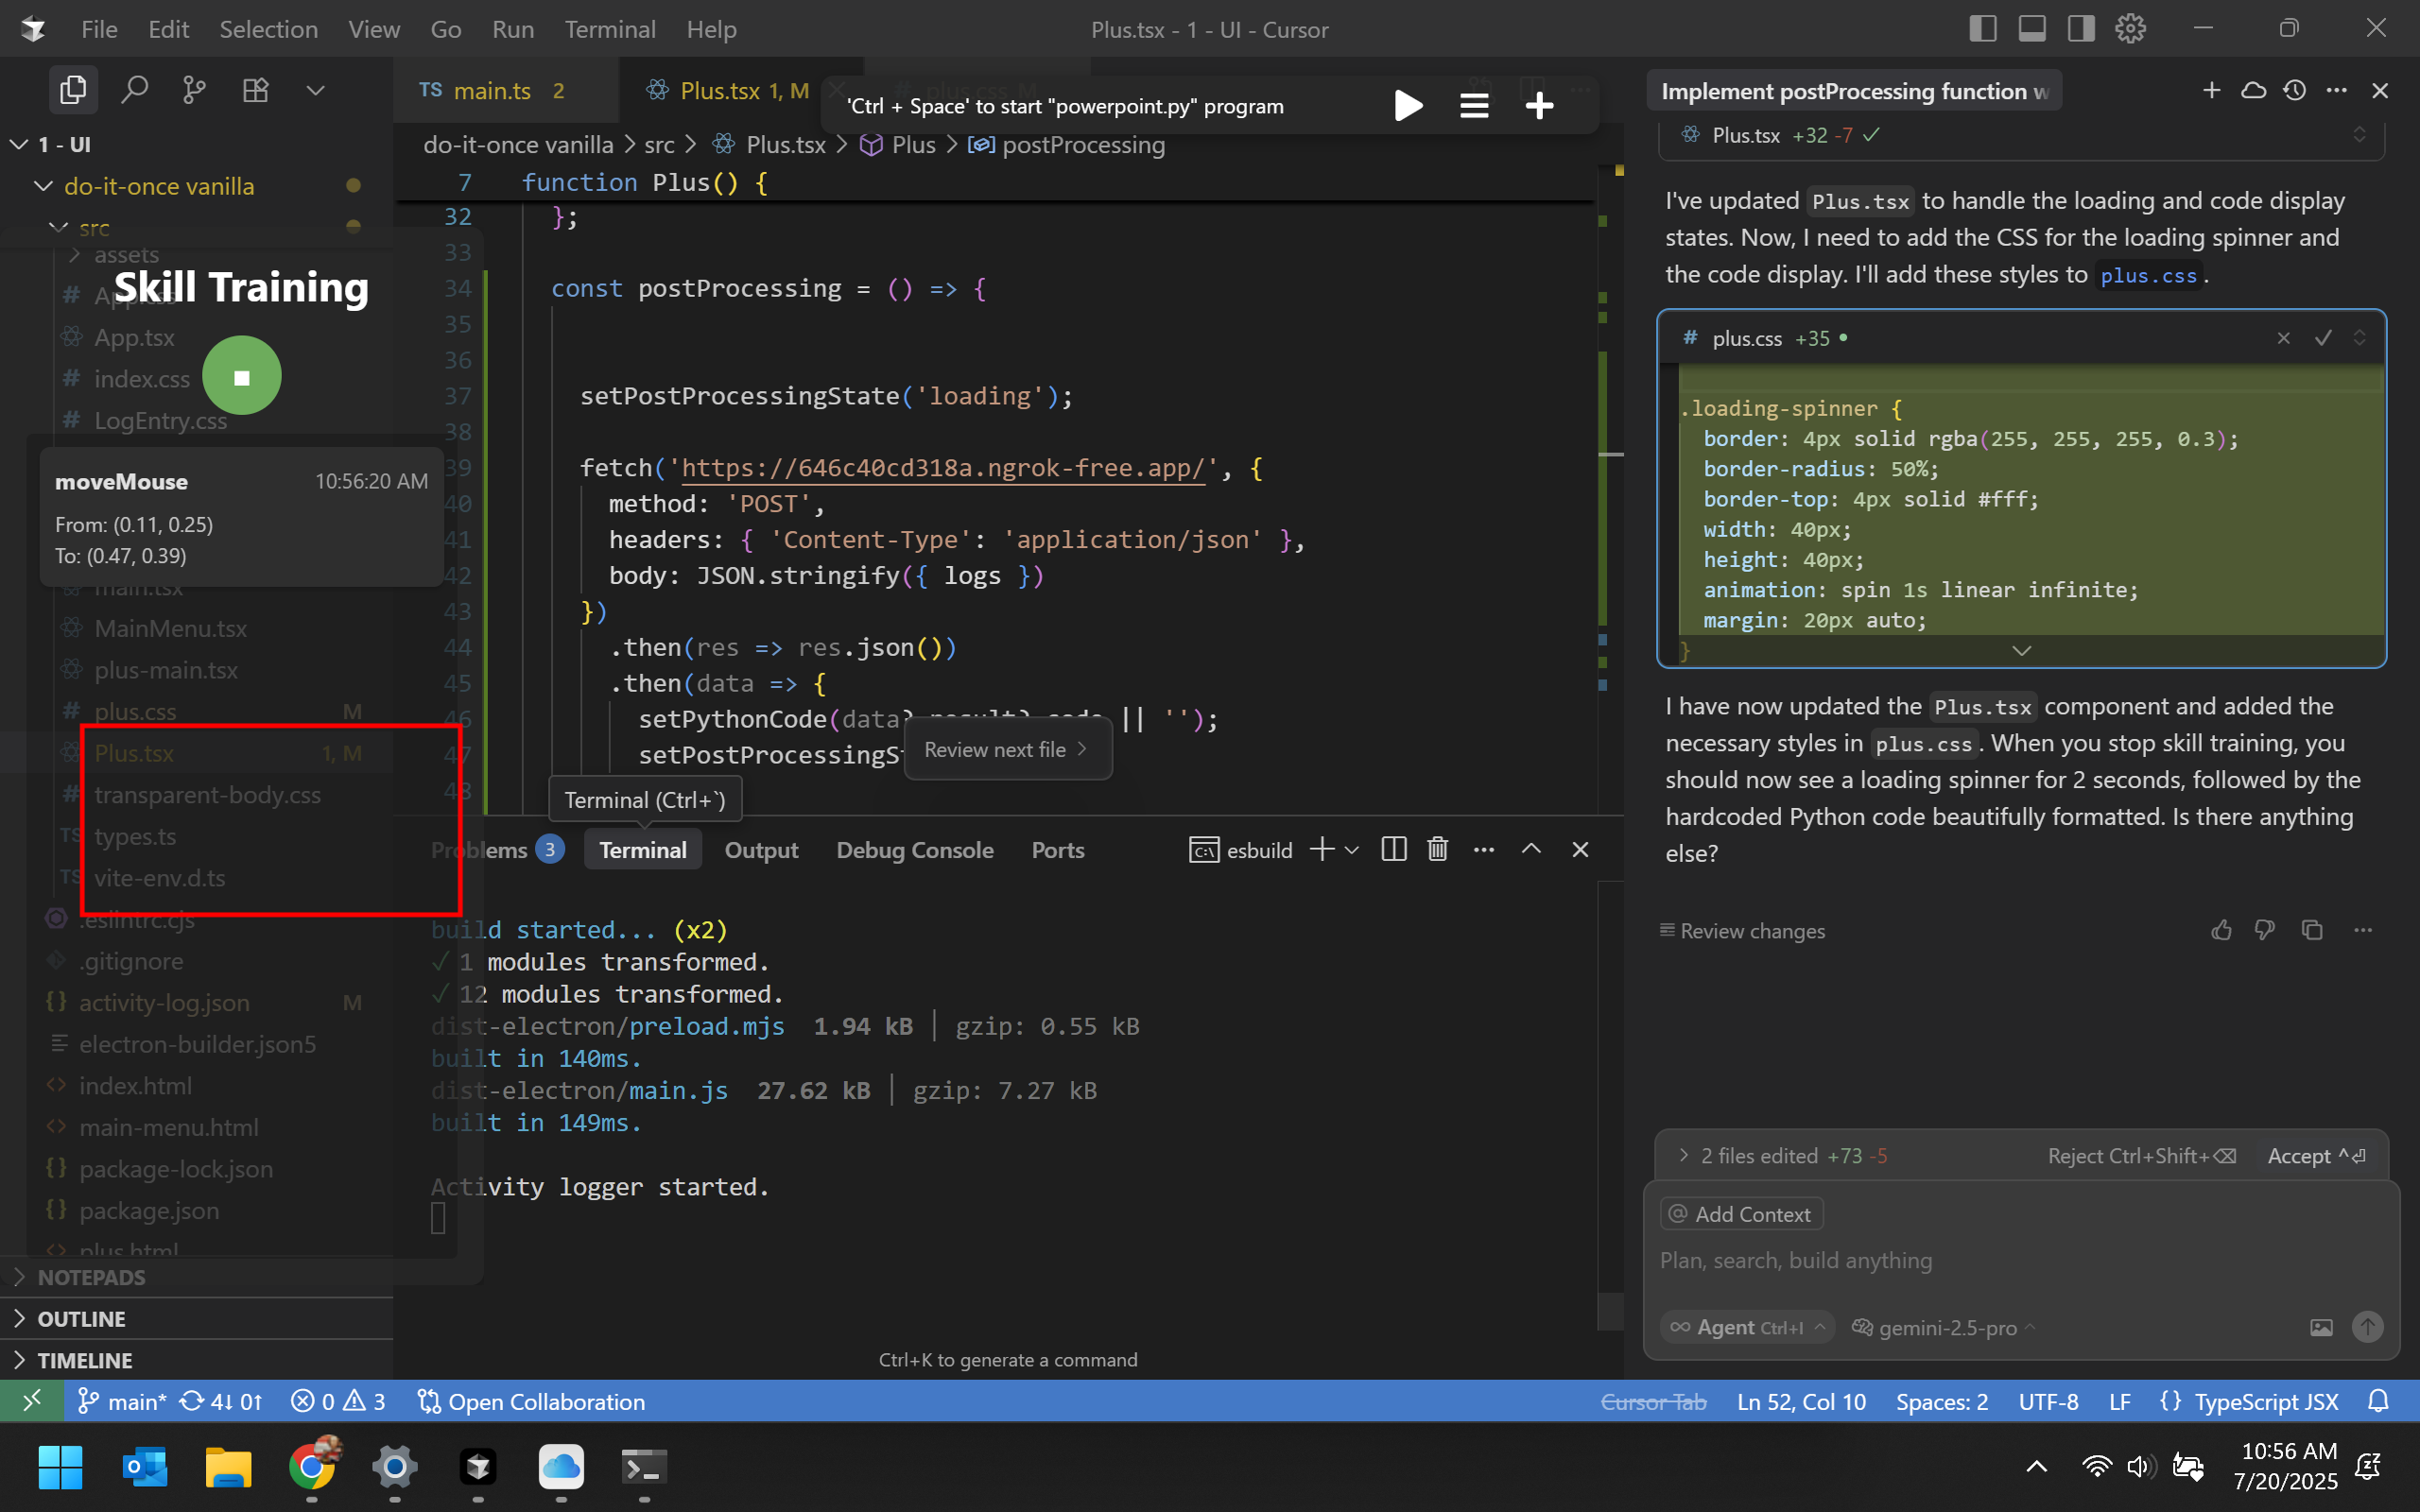 File Edit Selection View Go Run Terminal Help
Plus.tsx - 1 - UI - Cursor
TS main.ts 2
Plus.tsx 1, M
plus.css M
'Ctrl + Space' to start "powerpoint.py" program
Implement postProcessing function w
1 - UI
do-it-once vanilla
src
assets
App.css
App.tsx
index.css
LogEntry.css
Skill Training
moveMouse 10:56:20 AM
From: (0.11, 0.25)
To: (0.47, 0.39)
main.tsx
MainMenu.tsx
plus-main.tsx
# plus.css M
Plus.tsx 1, M
# transparent-body.css
TS types.ts
TS vite-env.d.ts
.eslintrc.cjs
.gitignore
{} activity-log.json M
electron-builder.json5
<> index.html
<> main-menu.html
{} package-lock.json
{} package.json
<> plus.html
NOTEPADS
OUTLINE
TIMELINE
do-it-once vanilla > src > Plus.tsx > Plus > postProcessing
7 function Plus() {
32 };
33
34 const postProcessing = () => {
35
36
37 setPostProcessingState('loading');
38
39 fetch('https://646c40cd318a.ngrok-free.app/', {
40 method: 'POST',
41 headers: { 'Content-Type': 'application/json' },
42 body: JSON.stringify({ logs })
43 })
44 .then(res => res.json())
45 .then(data => {
46 setPythonCode(data?.result?.code || '');
47 setPostProcessingS
48
Review next file >
Terminal (Ctrl+`)
Problems 3 Terminal Output Debug Console Ports
esbuild
build started... (x2)
✓ 1 modules transformed.
✓ 12 modules transformed.
dist-electron/preload.mjs 1.94 kB │ gzip: 0.55 kB
built in 140ms.
dist-electron/main.js 27.62 kB │ gzip: 7.27 kB
built in 149ms.
Activity logger started.
Ctrl+K to generate a command
Plus.tsx +32 -7 ✓
I've updated Plus.tsx to handle the loading and code display
states. Now, I need to add the CSS for the loading spinner and
the code display. I'll add these styles to plus.css.
# plus.css +35 •
.loading-spinner {
border: 4px solid rgba(255, 255, 255, 0.3);
border-radius: 50%;
border-top: 4px solid #fff;
width: 40px;
height: 40px;
animation: spin 1s linear infinite;
margin: 20px auto;
}
I have now updated the Plus.tsx component and added the
necessary styles in plus.css. When you stop skill training, you
should now see a loading spinner for 2 seconds, followed by the
hardcoded Python code beautifully formatted. Is there anything
else?
Review changes
> 2 files edited +73 -5 Reject Ctrl+Shift+⌫ Accept ^⏎
@ Add Context
Plan, search, build anything
∞ Agent Ctrl+I gemini-2.5-pro
main* 4↓ 0↑ 0 3 Open Collaboration
Cursor Tab Ln 52, Col 10 Spaces: 2 UTF-8 LF {} TypeScript JSX
10:56 AM
7/20/2025